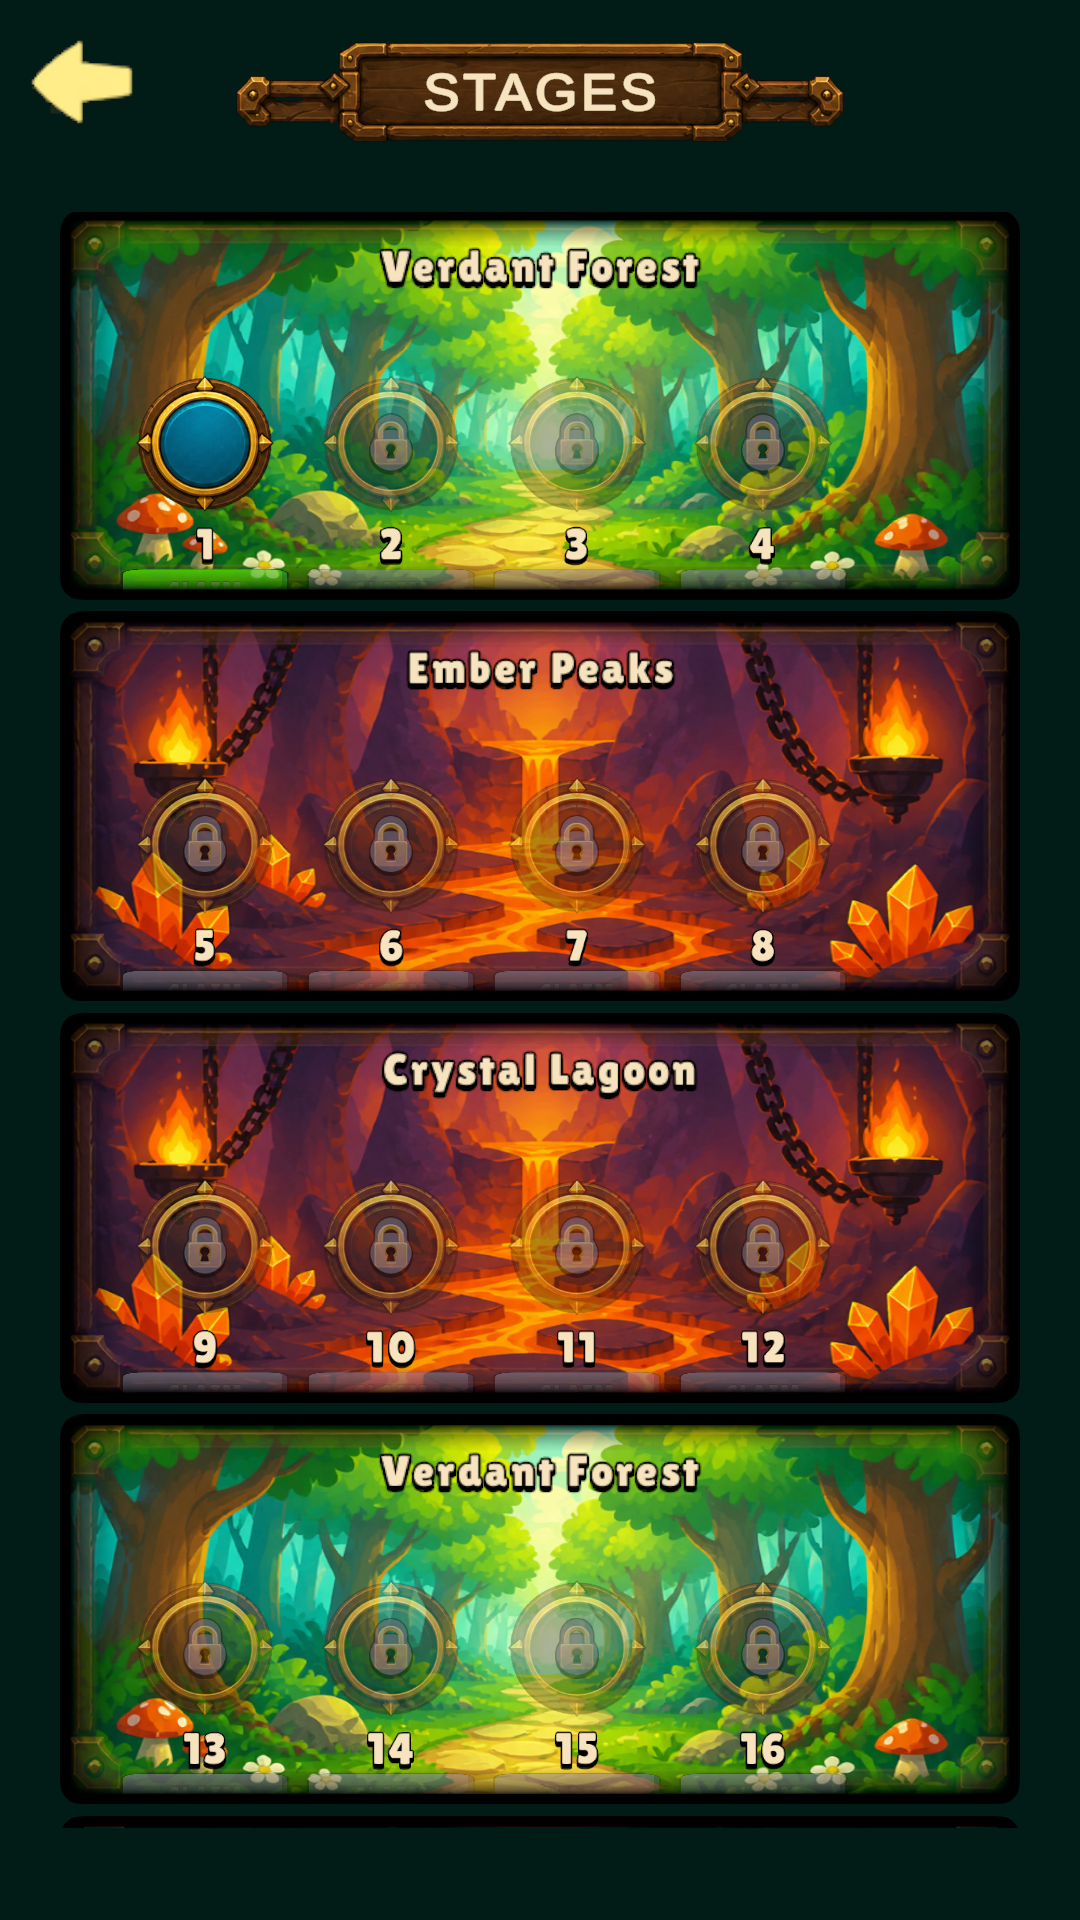 STAGES
Verdant Forest
1 2 3 4
Ember Peaks
5 6 7 8
Crystal Lagoon
9 10 11 12
Verdant Forest
13 14 15 16